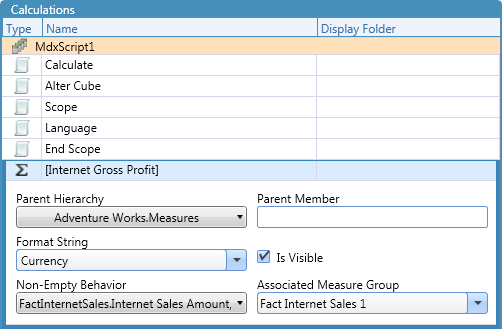 Calculations
Type Name Display Folder
MdxScript1
Calculate
Alter Cube
Scope
Language
End Scope
Σ [Internet Gross Profit]
Parent Hierarchy Parent Member
Adventure Works.Measures
Format String
Currency Is Visible
Non-Empty Behavior Associated Measure Group
FactInternetSales.Internet Sales Amount, Fact Internet Sales 1